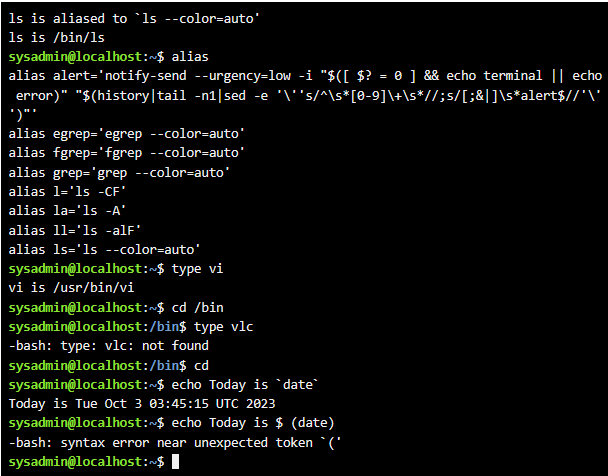 ls is aliased to `ls --color=auto'
ls is /bin/ls
sysadmin@localhost:~$ alias
alias alert='notify-send --urgency=low -i "$([ $? = 0 ] && echo terminal || echo
 error)" "$(history|tail -n1|sed -e '\''s/^\s*[0-9]\+\s*//;s/[;&|]\s*alert$//'\'
')"'
alias egrep='egrep --color=auto'
alias fgrep='fgrep --color=auto'
alias grep='grep --color=auto'
alias l='ls -CF'
alias la='ls -A'
alias ll='ls -alF'
alias ls='ls --color=auto'
sysadmin@localhost:~$ type vi
vi is /usr/bin/vi
sysadmin@localhost:~$ cd /bin
sysadmin@localhost:/bin$ type vlc
-bash: type: vlc: not found
sysadmin@localhost:/bin$ cd
sysadmin@localhost:~$ echo Today is `date`
Today is Tue Oct 3 03:45:15 UTC 2023
sysadmin@localhost:~$ echo Today is $ (date)
-bash: syntax error near unexpected token `('
sysadmin@localhost:~$